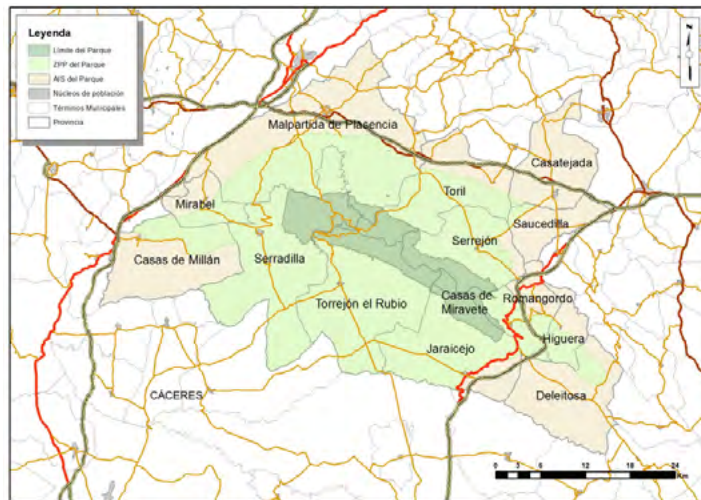 Leyenda
Límite del Parque
ZPP del Parque
AIS del Parque
Núcleos de población
Términos Municipales
Provincia
N
Malpartida de Plasencia
Casatejada
Toril
Mirabel
Saucedilla
Serrejón
Casas de Millán
Serradilla
Casas de
Miravete
Romangordo
Torrejón el Rubio
Higuera
Jaraicejo
CÁCERES
Deleitosa
0 3 6 12 18 24
Km